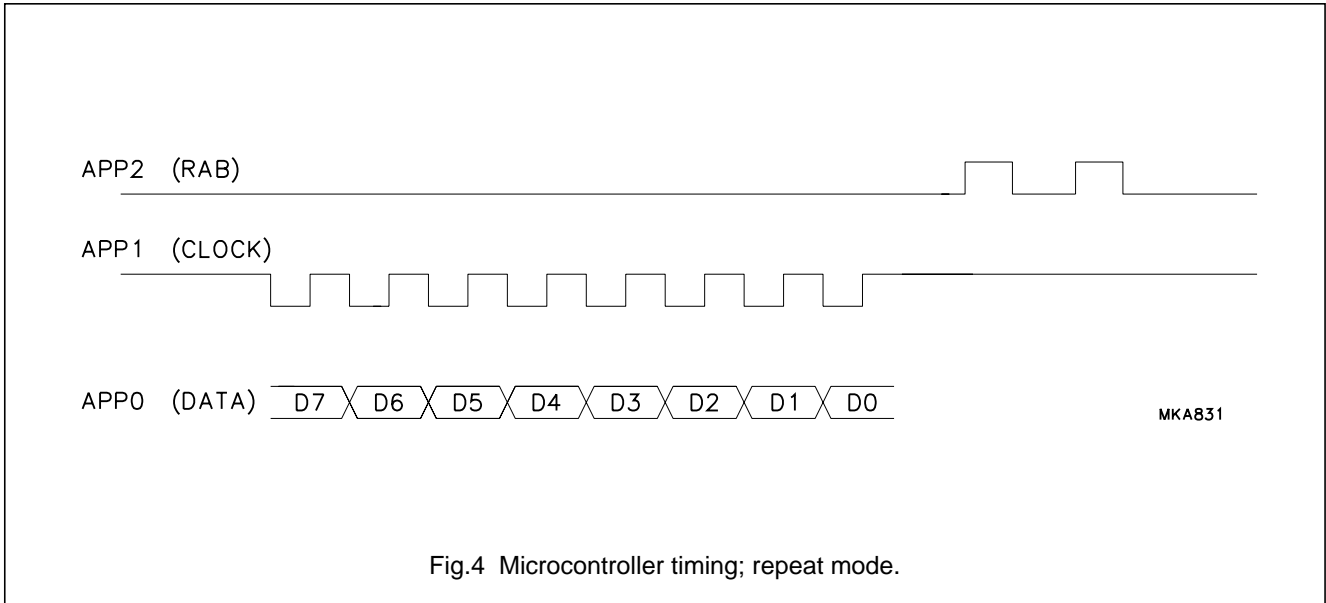 APP2 (RAB)
APP1 (CLOCK)
APP0 (DATA) D7 D6 D5 D4 D3 D2 D1 D0
MKA831
Fig.4 Microcontroller timing; repeat mode.